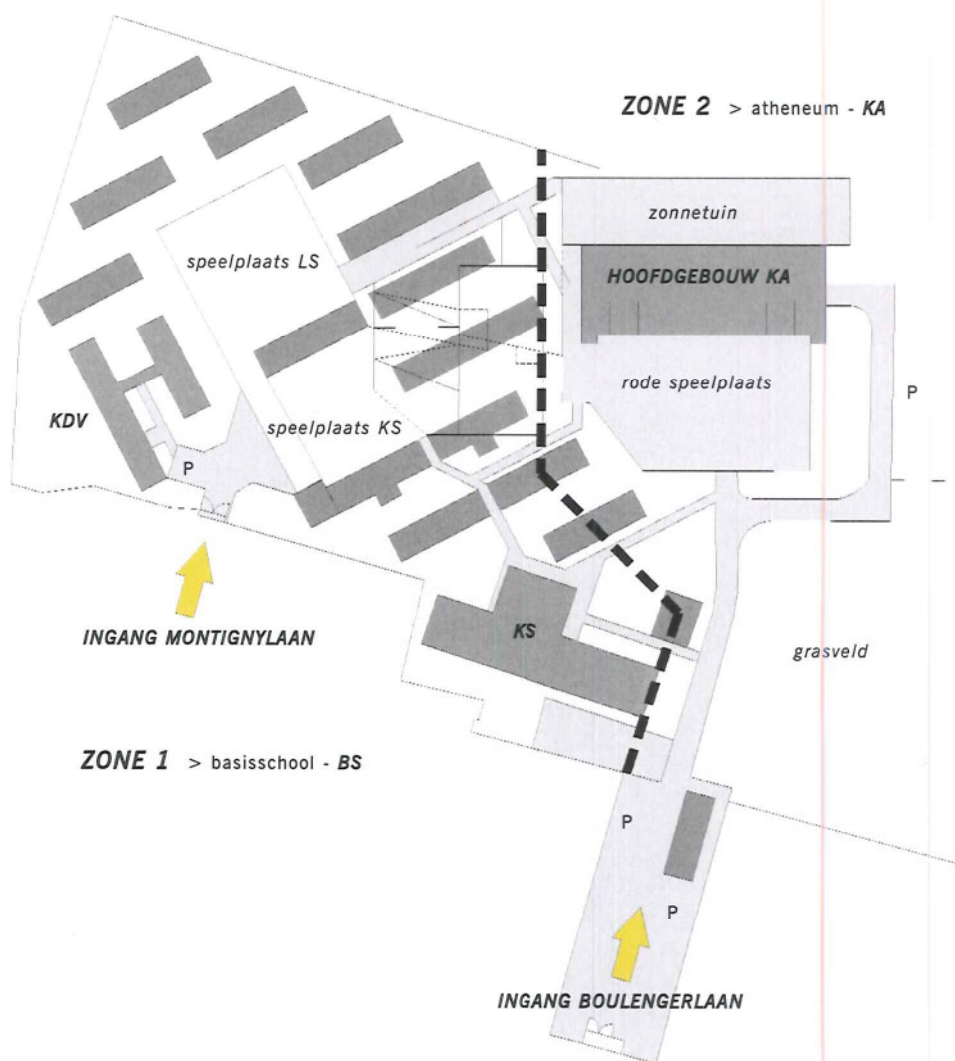 ZONE 2 > atheneum - KA
zonnetuin
speelplaats LS
HOOFDGEBOUW KA
rode speelplaats
P
KDV
speelplaats KS
P
INGANG MONTIGNYLAAN
KS
grasveld
ZONE 1 > basisschool - BS
P
P
INGANG BOULENGERLAAN